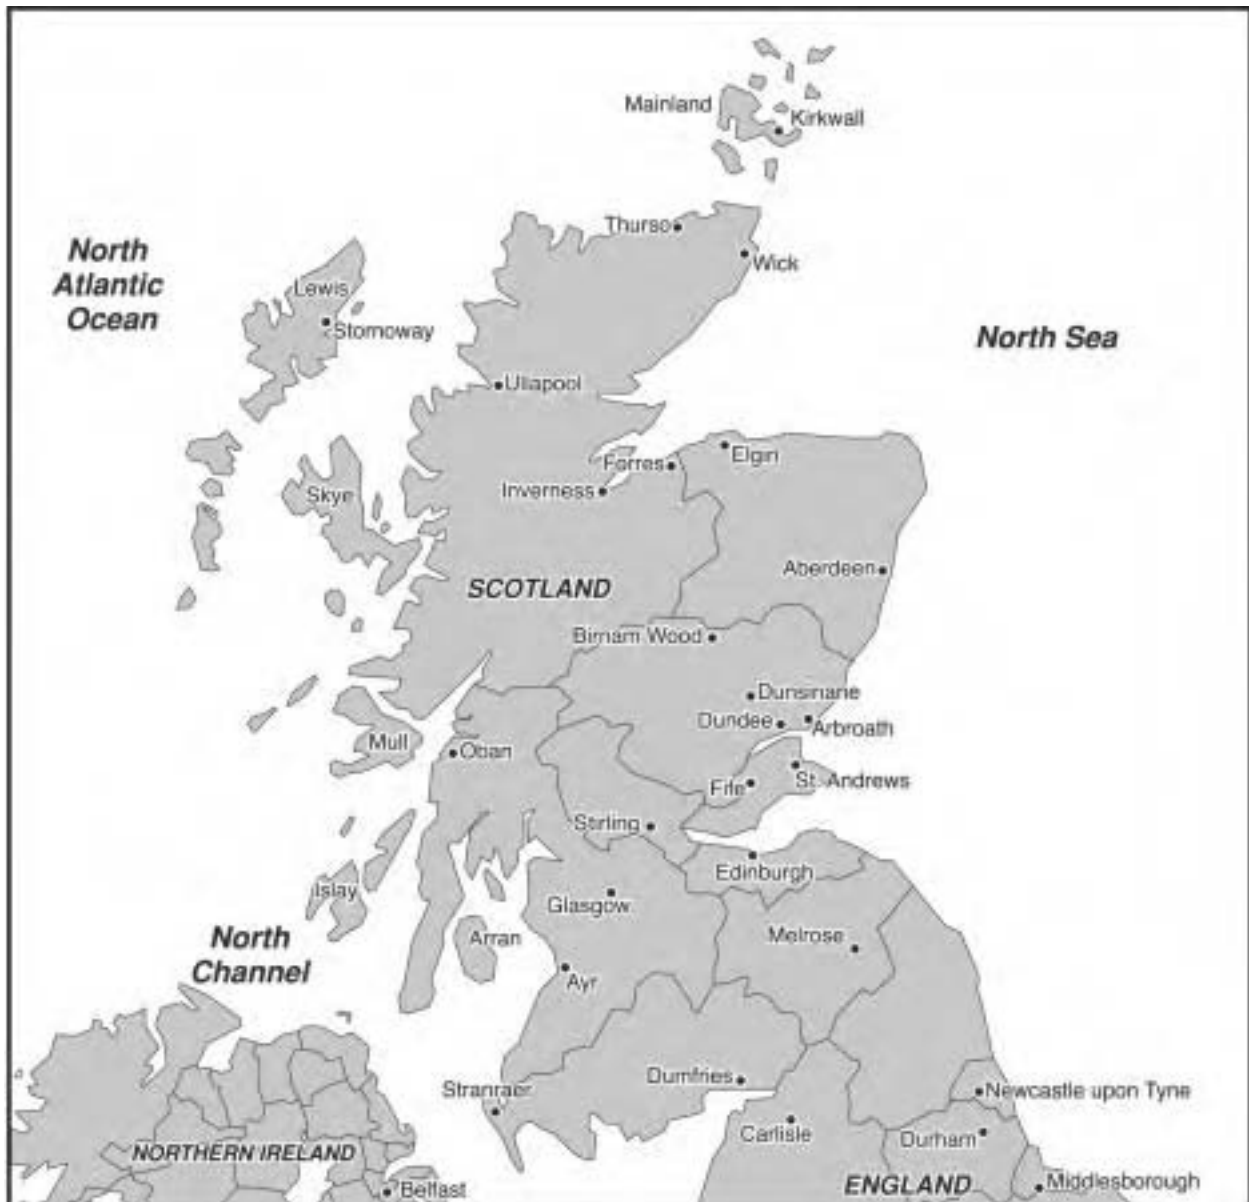 Mainland
Kirkwall
Thurso
Wick
North
Atlantic
Ocean
Lewis
Stornoway
North Sea
Ullapool
Elgin
Forres
Skye
Inverness
Aberdeen
SCOTLAND
Birnam Wood
Dunsinane
Dundee
Arbroath
Mull
Oban
Fife
St. Andrews
Stirling
Edinburgh
Islay
Glasgow
North
Channel
Arran
Melrose
Ayr
Stranraer
Dumfries
Newcastle upon Tyne
Carlisle
Durham
NORTHERN IRELAND
Belfast
ENGLAND
Middlesborough